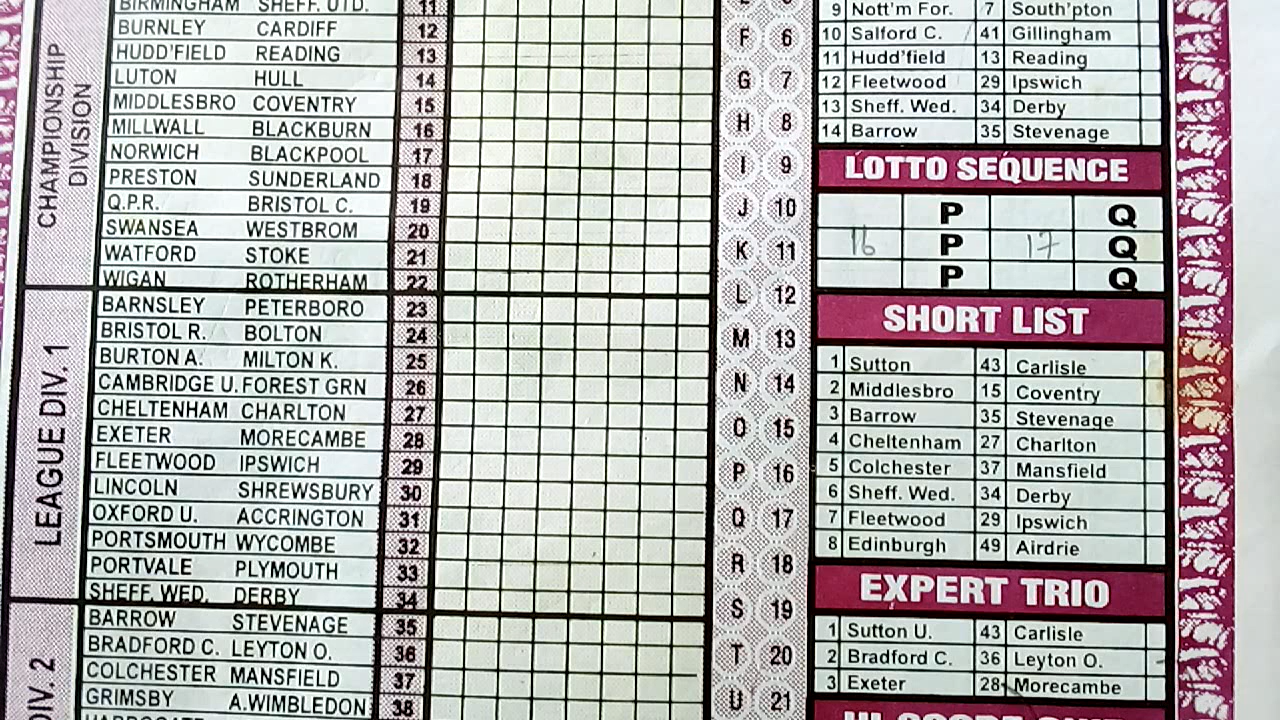 CHAMPIONSHIP
DIVISION
BIRMINGHAM SHEFF. UTD. 11
BURNLEY CARDIFF 12
HUDD'FIELD READING 13
LUTON HULL 14
MIDDLESBRO COVENTRY 15
MILLWALL BLACKBURN 16
NORWICH BLACKPOOL 17
PRESTON SUNDERLAND 18
Q.P.R. BRISTOL C. 19
SWANSEA WESTBROM 20
WATFORD STOKE 21
WIGAN ROTHERHAM 22
LEAGUE DIV. 1
BARNSLEY PETERBORO 23
BRISTOL R. BOLTON 24
BURTON A. MILTON K. 25
CAMBRIDGE U. FOREST GRN 26
CHELTENHAM CHARLTON 27
EXETER MORECAMBE 28
FLEETWOOD IPSWICH 29
LINCOLN SHREWSBURY 30
OXFORD U. ACCRINGTON 31
PORTSMOUTH WYCOMBE 32
PORTVALE PLYMOUTH 33
SHEFF. WED. DERBY 34
DIV. 2
BARROW STEVENAGE 35
BRADFORD C. LEYTON O. 36
COLCHESTER MANSFIELD 37
GRIMSBY A.WIMBLEDON 38
F 6
G 7
H 8
I 9
J 10
K 11
L 12
M 13
N 14
O 15
P 16
Q 17
R 18
S 19
T 20
U 21
9 Nott'm For. 7 South'pton
10 Salford C. 41 Gillingham
11 Hudd'field 13 Reading
12 Fleetwood 29 Ipswich
13 Sheff. Wed. 34 Derby
14 Barrow 35 Stevenage
LOTTO SEQUENCE
P Q
16 P 17 Q
P Q
SHORT LIST
1 Sutton 43 Carlisle
2 Middlesbro 15 Coventry
3 Barrow 35 Stevenage
4 Cheltenham 27 Charlton
5 Colchester 37 Mansfield
6 Sheff. Wed. 34 Derby
7 Fleetwood 29 Ipswich
8 Edinburgh 49 Airdrie
EXPERT TRIO
1 Sutton U. 43 Carlisle
2 Bradford C. 36 Leyton O.
3 Exeter 28 Morecambe